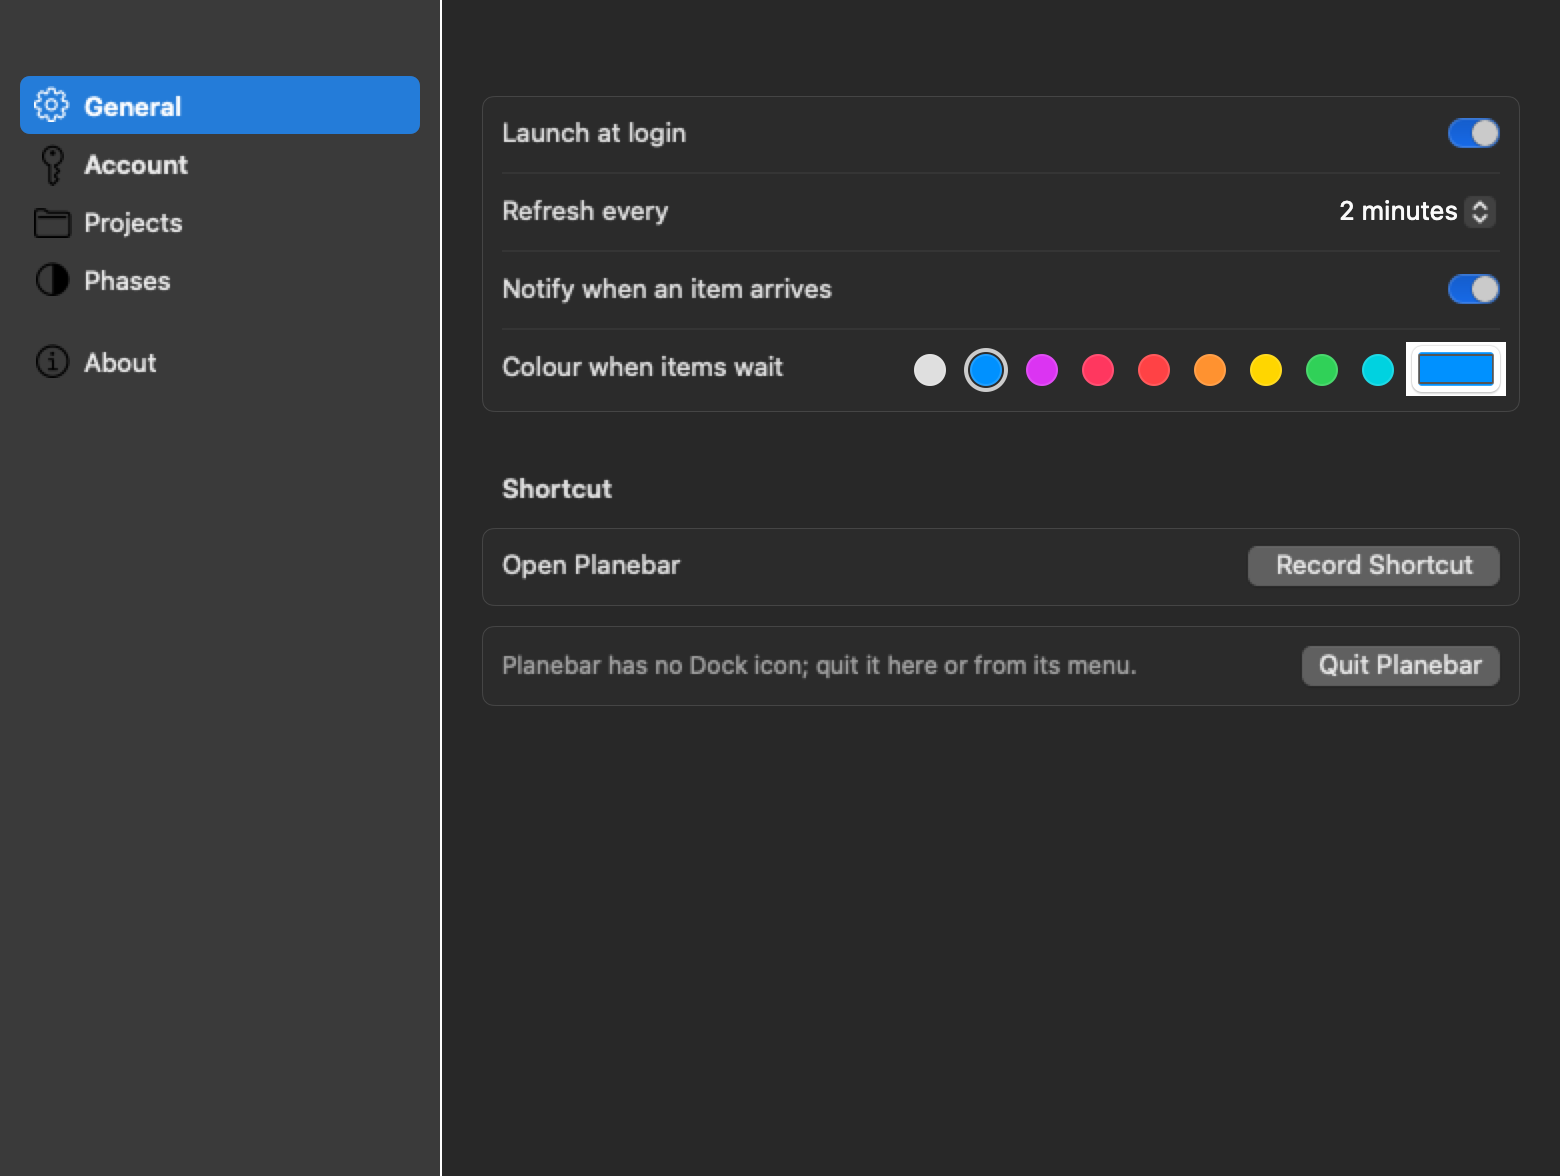 General
Account
Projects
Phases
About
Launch at login
Refresh every
2 minutes
Notify when an item arrives
Colour when items wait
Shortcut
Open Planebar
Record Shortcut
Planebar has no Dock icon; quit it here or from its menu.
Quit Planebar